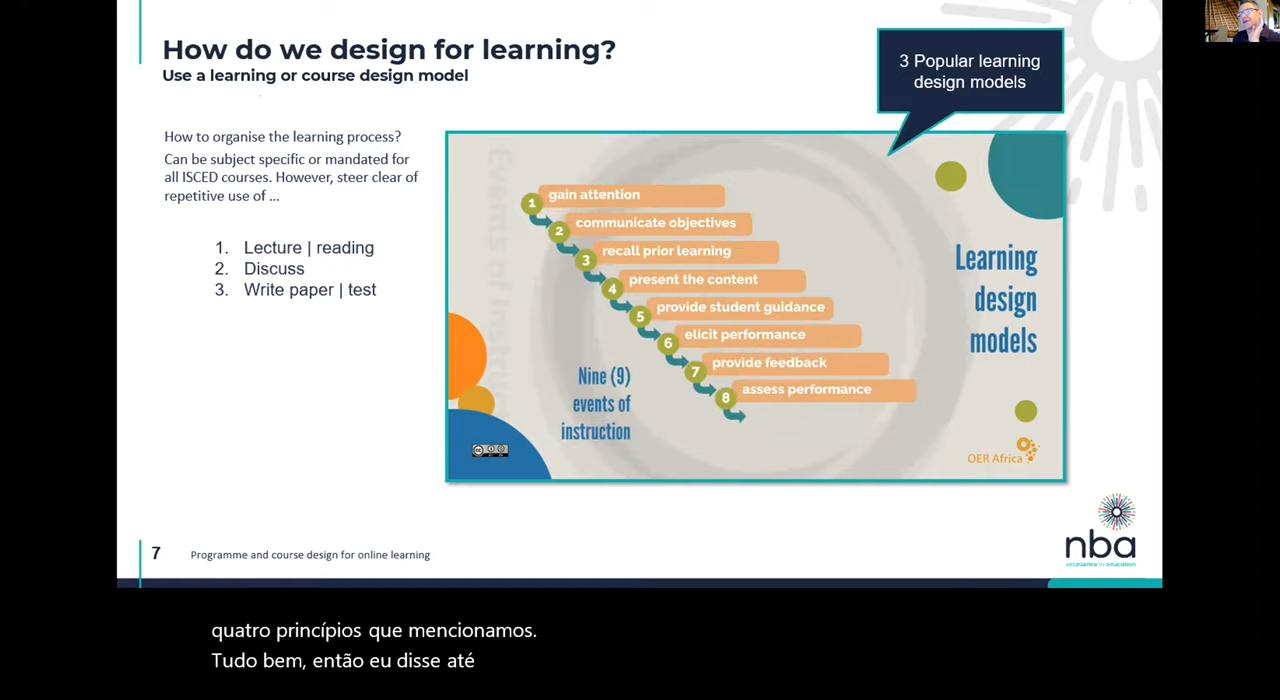 How do we design for learning?
Use a learning or course design model
3 Popular learning
design models
How to organise the learning process?
Can be subject specific or mandated for
all ISCED courses. However, steer clear of
repetitive use of ...
1. Lecture | reading
2. Discuss
3. Write paper | test
1 gain attention
2 communicate objectives
3 recall prior learning
4 present the content
5 provide student guidance
6 elicit performance
7 provide feedback
8 assess performance
Nine (9)
events of
instruction
Learning
design
models
OER Africa
nba
excellence in education
7 Programme and course design for online learning
quatro princípios que mencionamos.
Tudo bem, então eu disse até